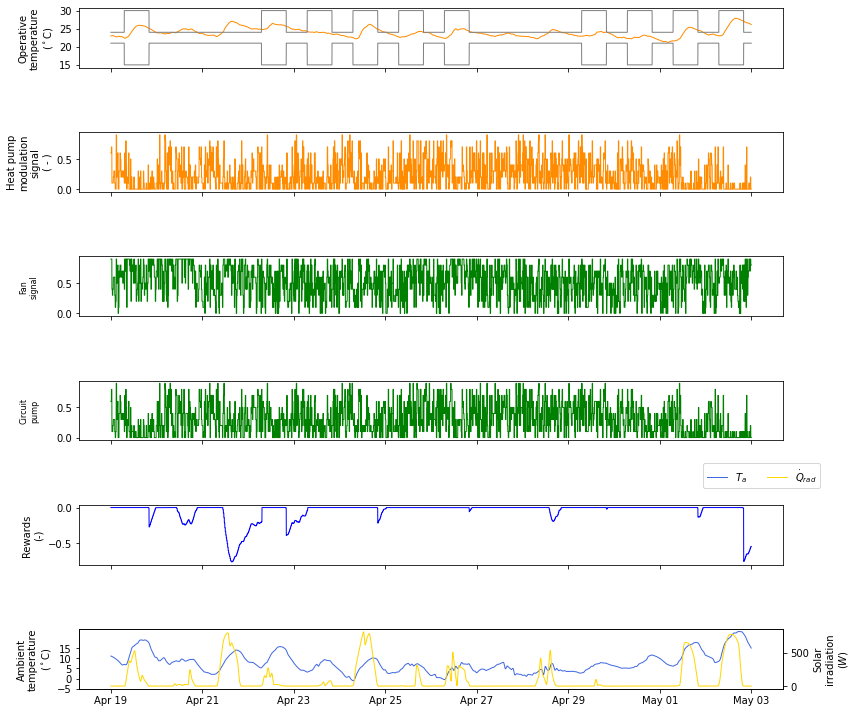 Operative
temperature
(°C)
30
25
20
15
Heat pump
modulation
signal
( - )
0.5
0.0
Fan
signal
0.5
0.0
Circuit
pump
0.5
0.0
T_a
Q̇_rad
Rewards
(-)
0.0
−0.5
Ambient
temperature
(°C)
15
10
5
0
−5
500
0
Solar
irradiation
(W)
Apr 19
Apr 21
Apr 23
Apr 25
Apr 27
Apr 29
May 01
May 03